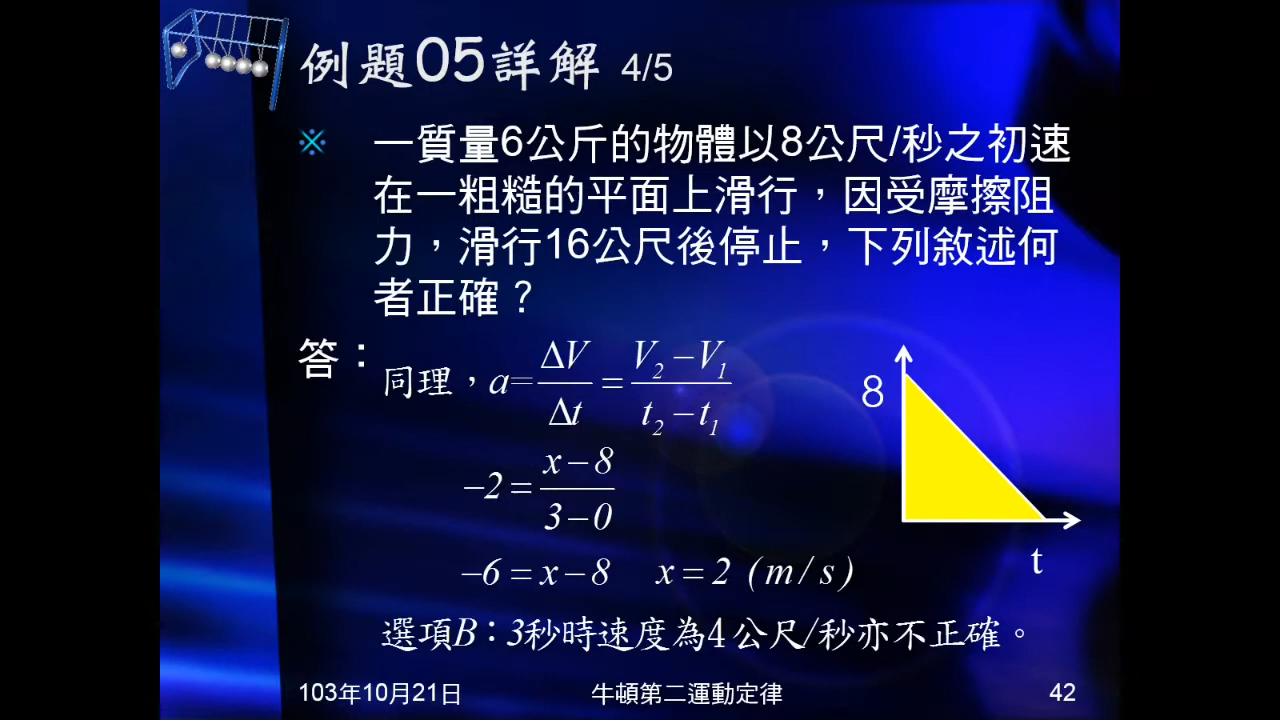 例題05詳解 4/5
※ 一質量6公斤的物體以8公尺/秒之初速
在一粗糙的平面上滑行，因受摩擦阻
力，滑行16公尺後停止，下列敘述何
者正確？
答：
同理，a=ΔV/Δt=(V₂−V₁)/(t₂−t₁)
8
−2=(x−8)/(3−0)
−6=x−8 x=2 (m/s)
t
選項B：3秒時速度為4公尺/秒亦不正確。
103年10月21日 牛頓第二運動定律 42